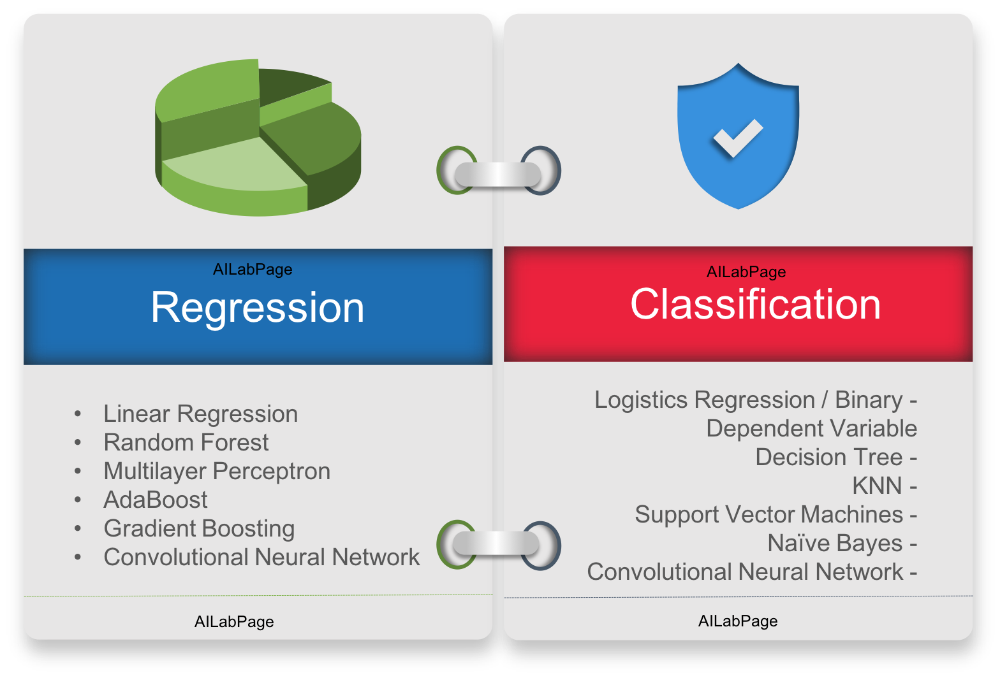 AILabPage
Regression
• Linear Regression
• Random Forest
• Multilayer Perceptron
• AdaBoost
• Gradient Boosting
• Convolutional Neural Network
AILabPage
AILabPage
Classification
Logistics Regression / Binary -
Dependent Variable
Decision Tree -
KNN -
Support Vector Machines -
Naïve Bayes -
Convolutional Neural Network -
AILabPage